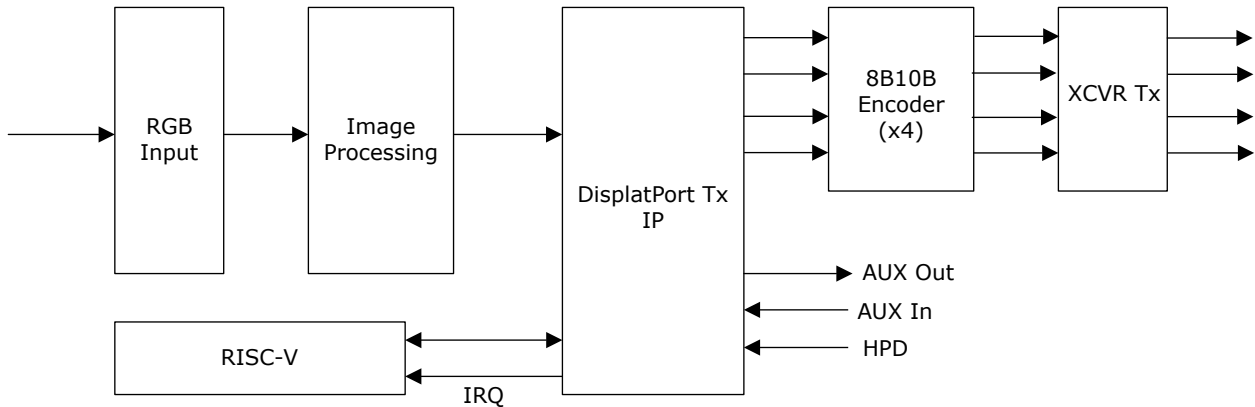 RGB
Input
Image
Processing
DisplatPort Tx
IP
8B10B
Encoder
(x4)
XCVR Tx
AUX Out
AUX In
HPD
RISC-V
IRQ